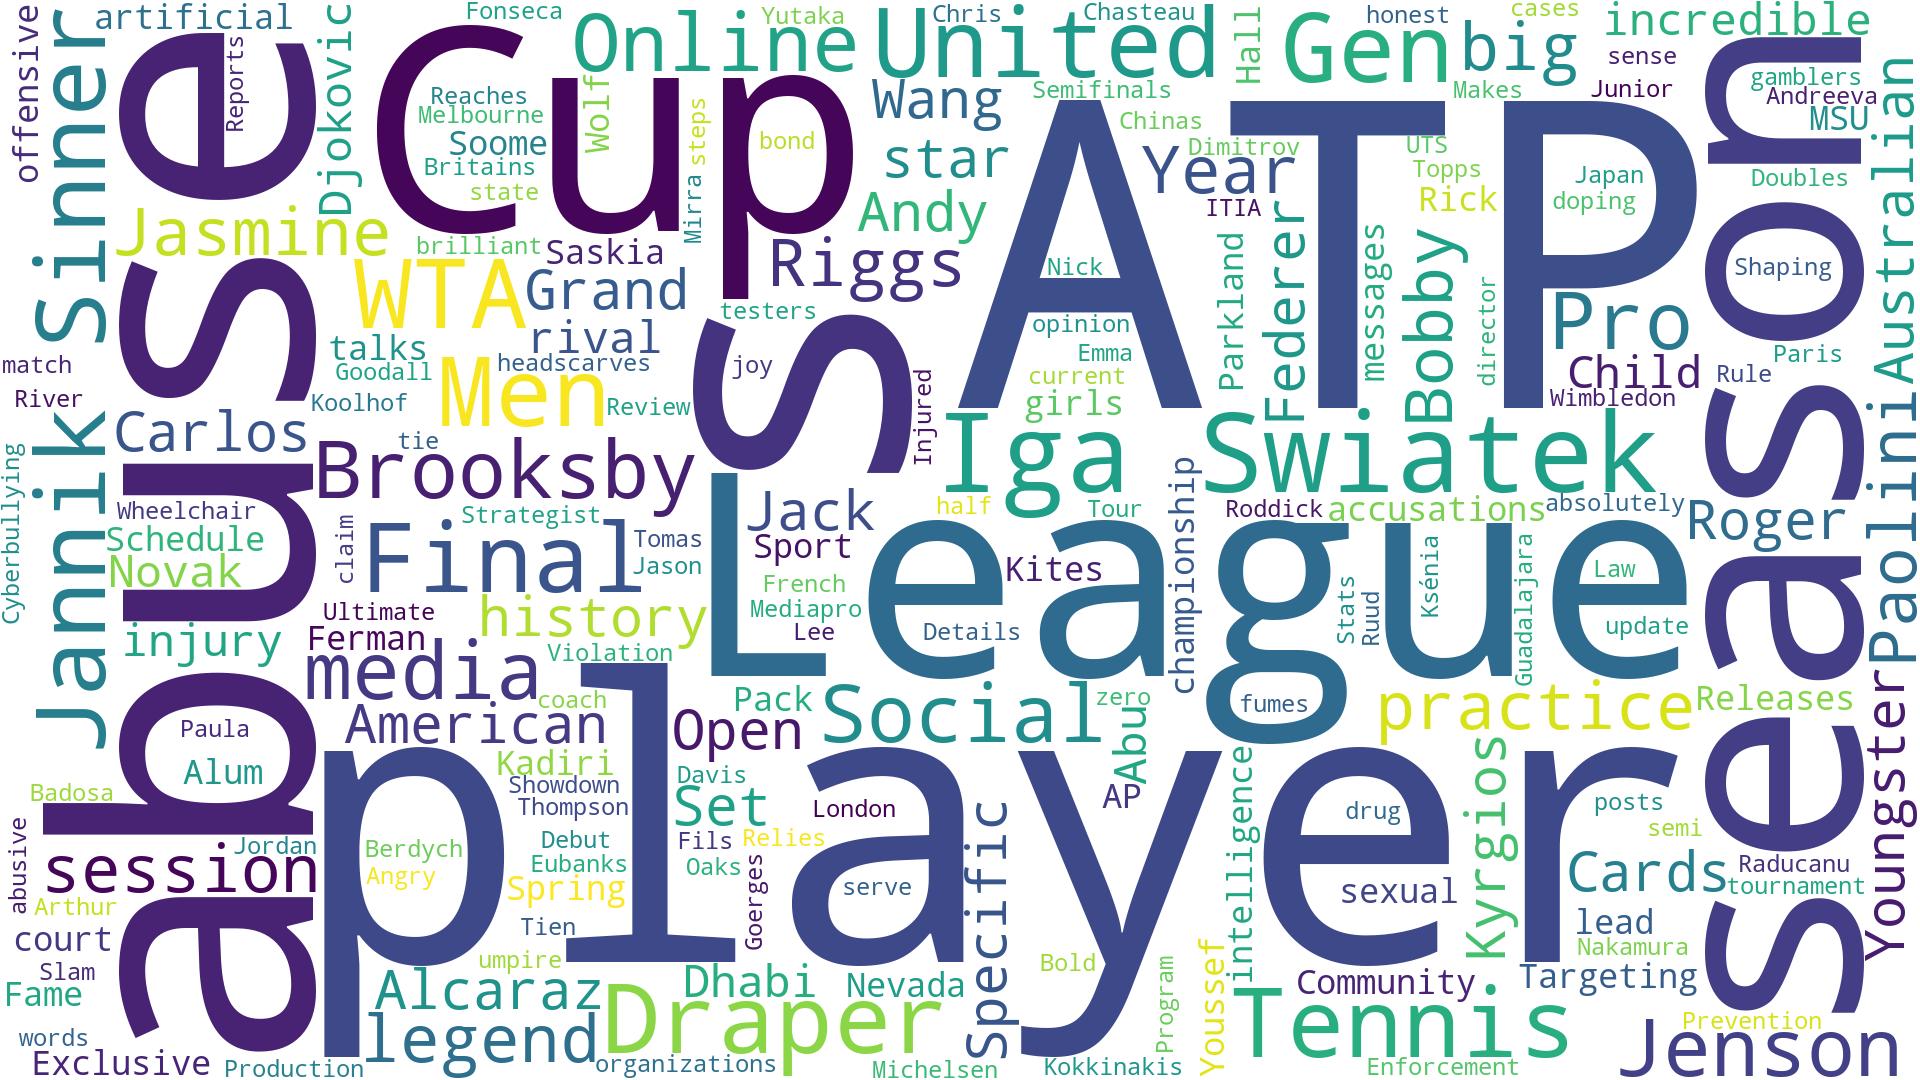 offensive
artificial
Fonseca
Online
Yutaka
United
Chris
Chasteau
Hall
Gen
honest
big
cases
incredible
Sinner
abuse
Reports
Djokovic
Cup
Reaches
Melbourne
Soome
Britains
state
Wolf
Mirra
steps
bond
Wang
star
Andy
Semifinals
ATP
Chinas
Year
Dimitrov
ITIA
Makes
UTS
Topps
Rick
Junior
sense
Japan
doping
season
gamblers
Andreeva
MSU
Doubles
Australian
Jasmine
brilliant
Saskia
WTA
Grand
rival
Riggs
testers
s
Nick
opinion
Emma
current
girls
Parkland
Federer
messages
Bobby
director
Pro
Child
Wimbledon
Shaping
Paris
Rule
match
River
talks
Goodall
headscarves
Koolhof
Men
Review
joy
Injured
Jannik
Carlos
Brooksby
tie
Iga
Swiatek
Cyberbullying
Wheelchair
Schedule
Novak
claim
Strategist
Final
Tomas
Jason
Jack
Sport
half
Tour
Kites
championship
Roddick
accusations
absolutely
Roger
Paolini
injury
Ultimate
Ferman
history
Violation
French
Mediapro
Lee
League
Details
Stats
Ruud
Ksénia
Guadalajara
Law
update
media
American
coach
Pack
Open
Social
zero
Abu
fumes
practice
Releases
Youngster
Paula
Alum
Badosa
Kadiri
Showdown
Thompson
Davis
Set
London
AP
intelligence
Kyrgios
drug
posts
semi
abusive
Jordan
session
player
Berdych
Angry
Debut
Eubanks
Spring
Fils
Relies
Oaks
Goerges
serve
Specific
sexual
Cards
Raducanu
tournament
Arthur
court
Slam
Fame
Tien
umpire
Bold
Program
Youssef
lead
Nakamura
Targeting
words
Exclusive
Production
Alcaraz
legend
Dhabi
Draper
Nevada
organizations
Michelsen
Kokkinakis
Community
Tennis
Enforcement
Prevention
Jenson